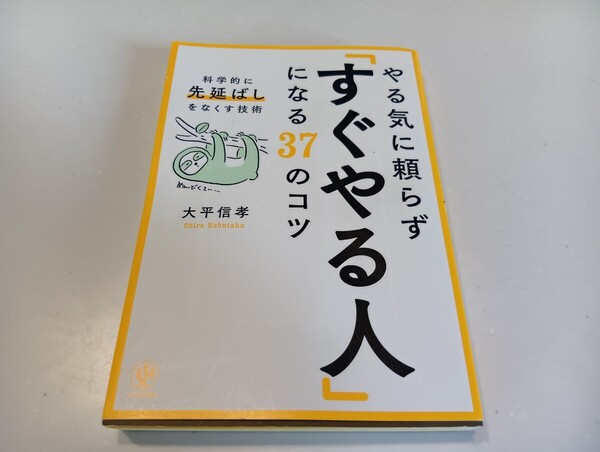 やる気に頼らず
「すぐやる人」
になる37のコツ
科学的に
先延ばし
をなくす技術
めんどくさい…
大平信孝
Ohira Nobutaka